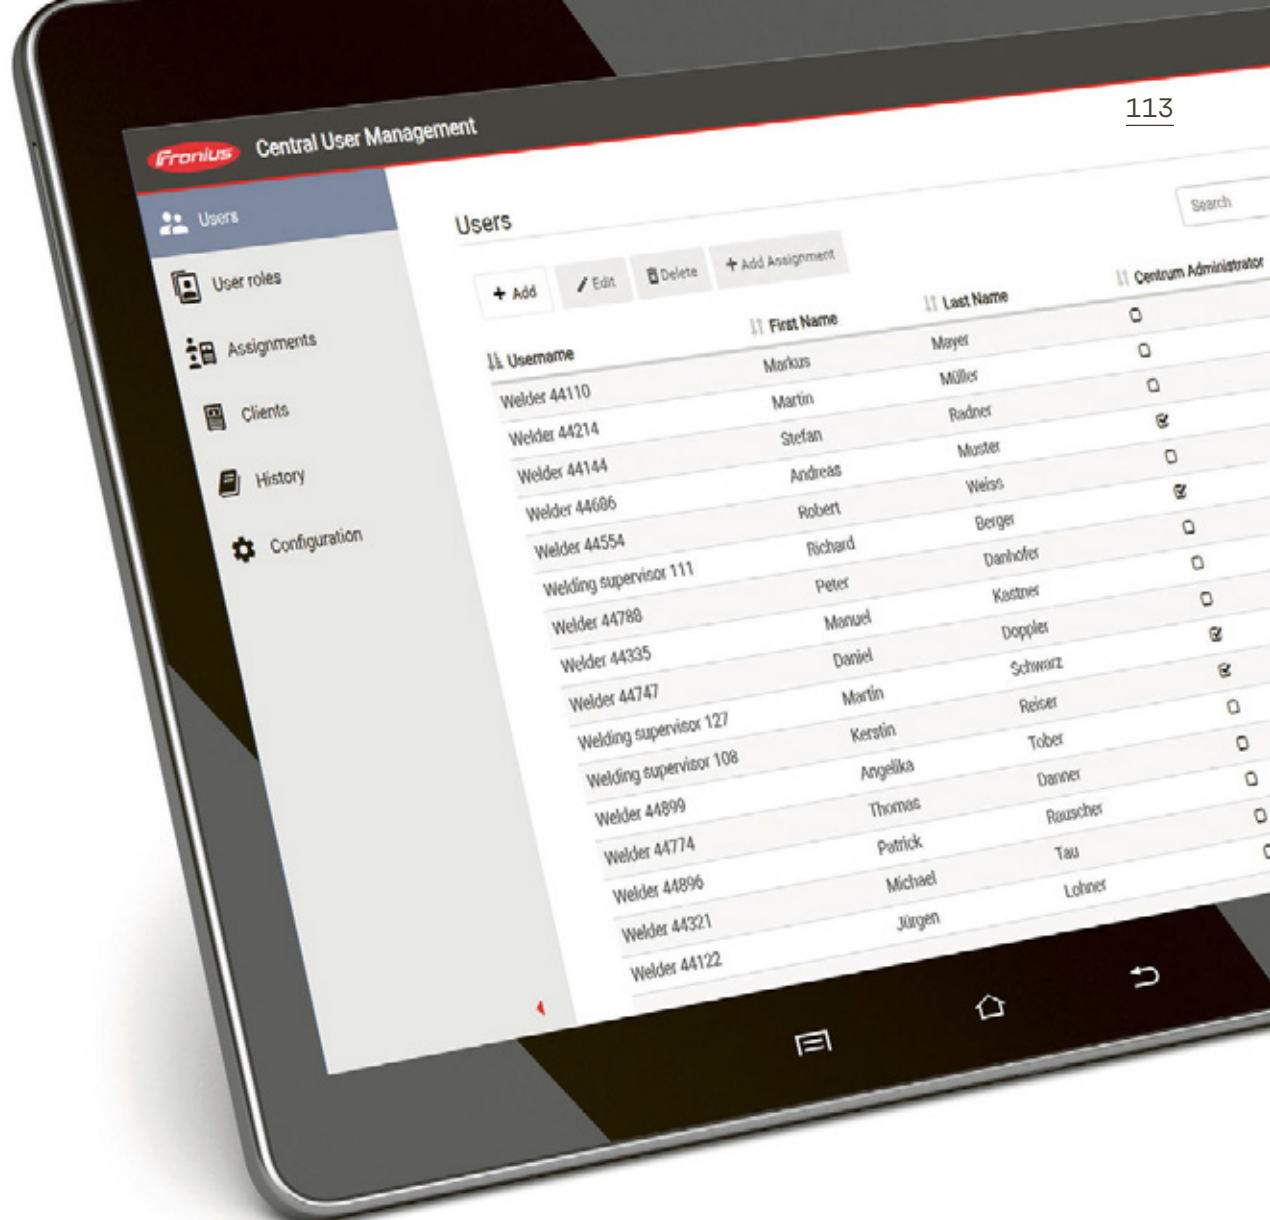 113
Fronius Central User Management
Users
User roles
Assignments
Clients
History
Configuration
Users
Search
+ Add Edit Delete + Add Assignment
Username First Name Last Name Centrum Administrator
Welder 44110 Markus Mayer
Welder 44214 Martin Müller
Welder 44144 Stefan Radner
Welder 44686 Andreas Muster
Welder 44554 Robert Weiss
Welding supervisor 111 Richard Berger
Welder 44788 Peter Danhofer
Welder 44335 Manuel Kastner
Welder 44747 Daniel Doppler
Welding supervisor 127 Martin Schwarz
Welding supervisor 108 Kerstin Reiser
Welder 44899 Angelika Tober
Welder 44774 Thomas Danner
Welder 44896 Patrick Rauscher
Welder 44321 Michael Tau
Welder 44122 Jürgen Lohner